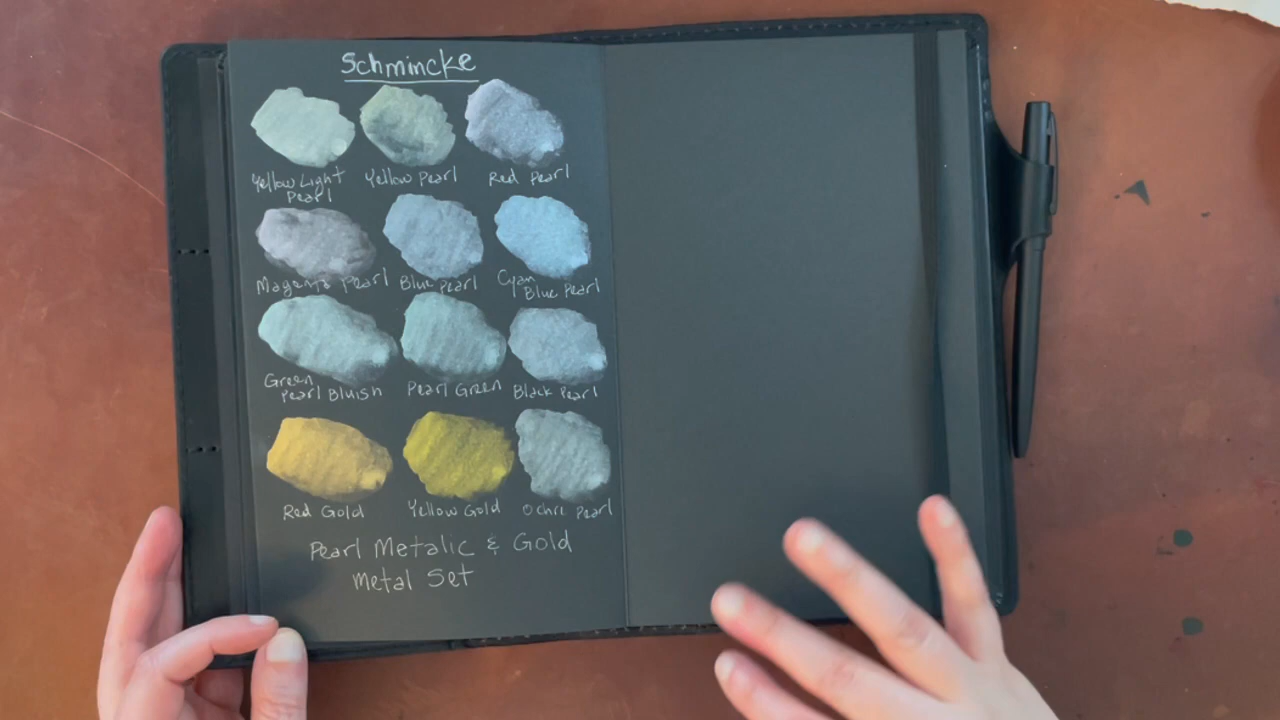 Schmincke
Yellow Light
Pearl
Yellow Pearl
Red Pearl
Magenta Pearl
Blue Pearl
Cyan
Blue Pearl
Green
Pearl Bluish
Pearl Green
Black Pearl
Red Gold
Yellow Gold
Ochre Pearl
Pearl Metalic & Gold
Metal Set